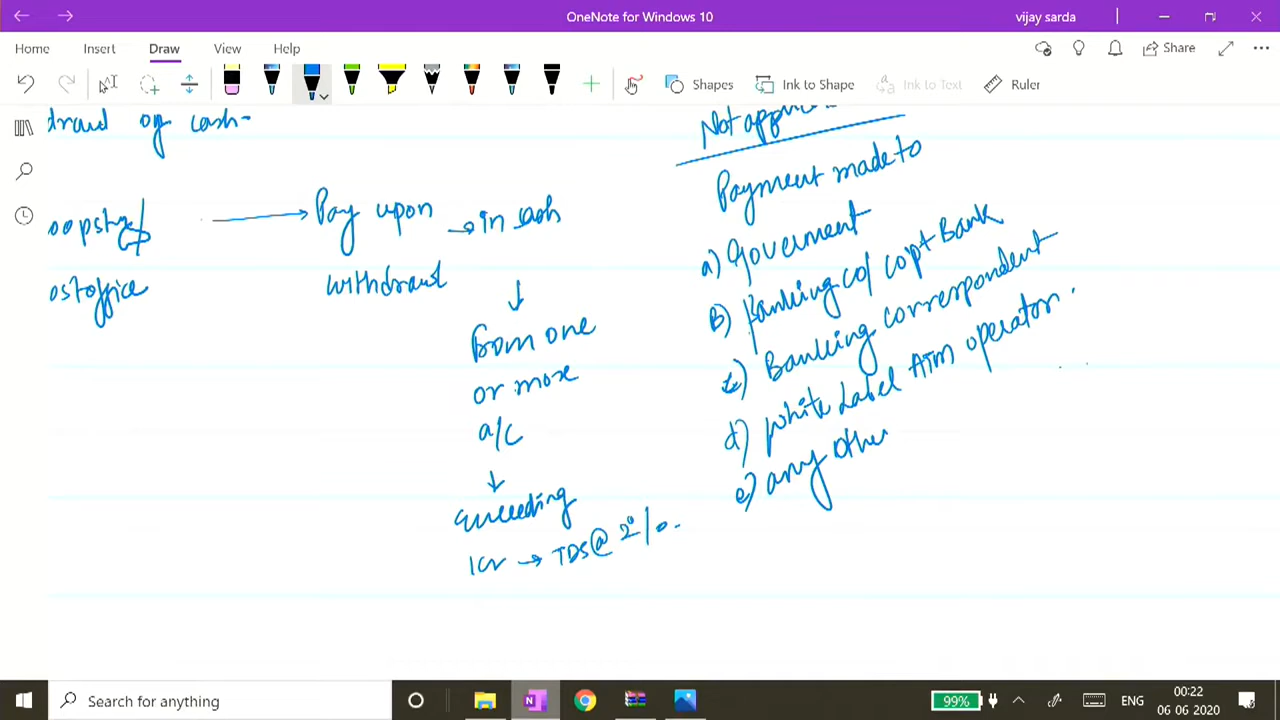 OneNote for Windows 10
vijay sarda
Home Insert Draw View Help
Share
Shapes
Ink to Shape
Ink to Text
Ruler
of cash-
Pay upon
withdrawl
in cash
From one
or more
a/c
Exceeding
1cr → TDS@ 2%.
Not appli
Payment made to
a) Goverment
B) Banking co/ copt Bank
c) Banking correspondent
d) White Label ATM operator.
e) any other
ostoffice
Search for anything
99%
ENG
00:22
06-06-2020
3